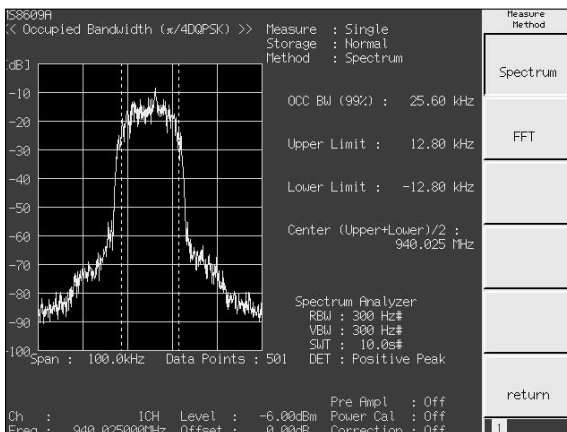 MS8609A
<< Occupied Bandwidth (π/4DQPSK) >>
Measure : Single
Storage : Normal
Method : Spectrum
[dB]
-10
-20
-30
-40
-50
-60
-70
-80
-90
-100
OCC BW (99%) : 25.60 kHz
Upper Limit : 12.80 kHz
Lower Limit : -12.80 kHz
Center (Upper+Lower)/2 :
940.025 MHz
Spectrum Analyzer
RBW : 300 Hz#
VBW : 300 Hz#
SWT : 10.0s#
DET : Positive Peak
Span : 100.0kHz Data Points : 501
Pre Ampl : Off
Ch : 1CH Level : -6.00dBm Power Cal : Off
Freq : 940.025000MHz Offset : 0.00dB Correction : Off
Measure
Method
Spectrum
FFT
return
1